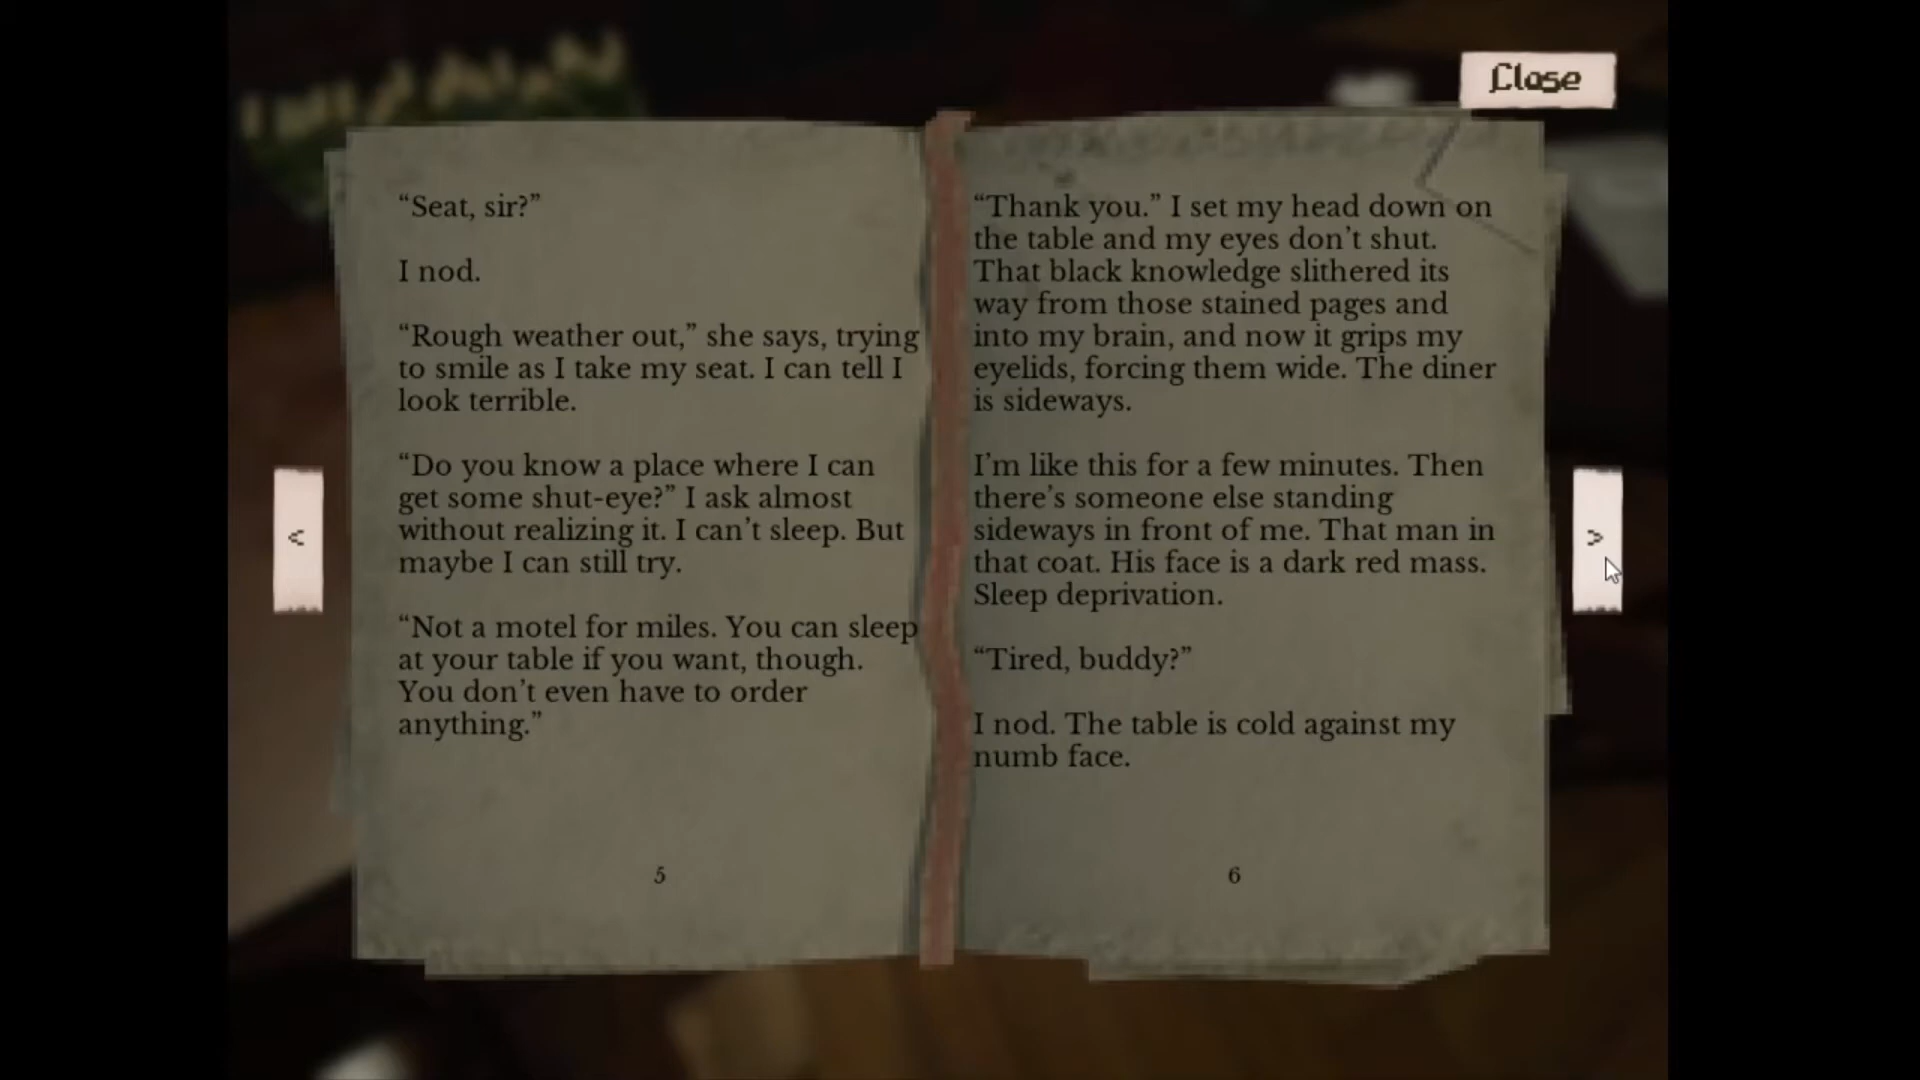 Close
“Seat, sir?”
I nod.
“Rough weather out,” she says, trying
to smile as I take my seat. I can tell I
look terrible.
“Do you know a place where I can
get some shut-eye?” I ask almost
without realizing it. I can’t sleep. But
maybe I can still try.
“Not a motel for miles. You can sleep
at your table if you want, though.
You don’t even have to order
anything.”
5
“Thank you.” I set my head down on
the table and my eyes don’t shut.
That black knowledge slithered its
way from those stained pages and
into my brain, and now it grips my
eyelids, forcing them wide. The diner
is sideways.
I’m like this for a few minutes. Then
there’s someone else standing
sideways in front of me. That man in
that coat. His face is a dark red mass.
Sleep deprivation.
“Tired, buddy?”
I nod. The table is cold against my
numb face.
6
<
>